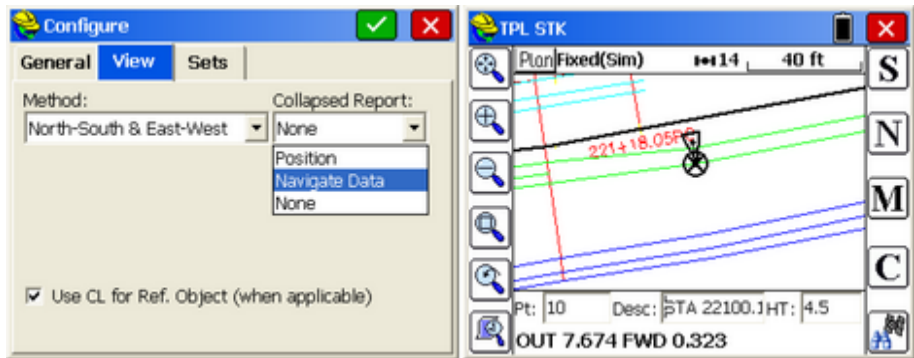 Configure
General View Sets
Method: Collapsed Report:
North-South & East-West None
Position
Navigate Data
None
Use CL for Ref. Object (when applicable)
TPL STK
Plan Fixed(Sim) 14 40 ft
S
N
M
C
221+18.05
Pt: 10 Desc: STA 22100.1 HT: 4.5
OUT 7.674 FWD 0.323